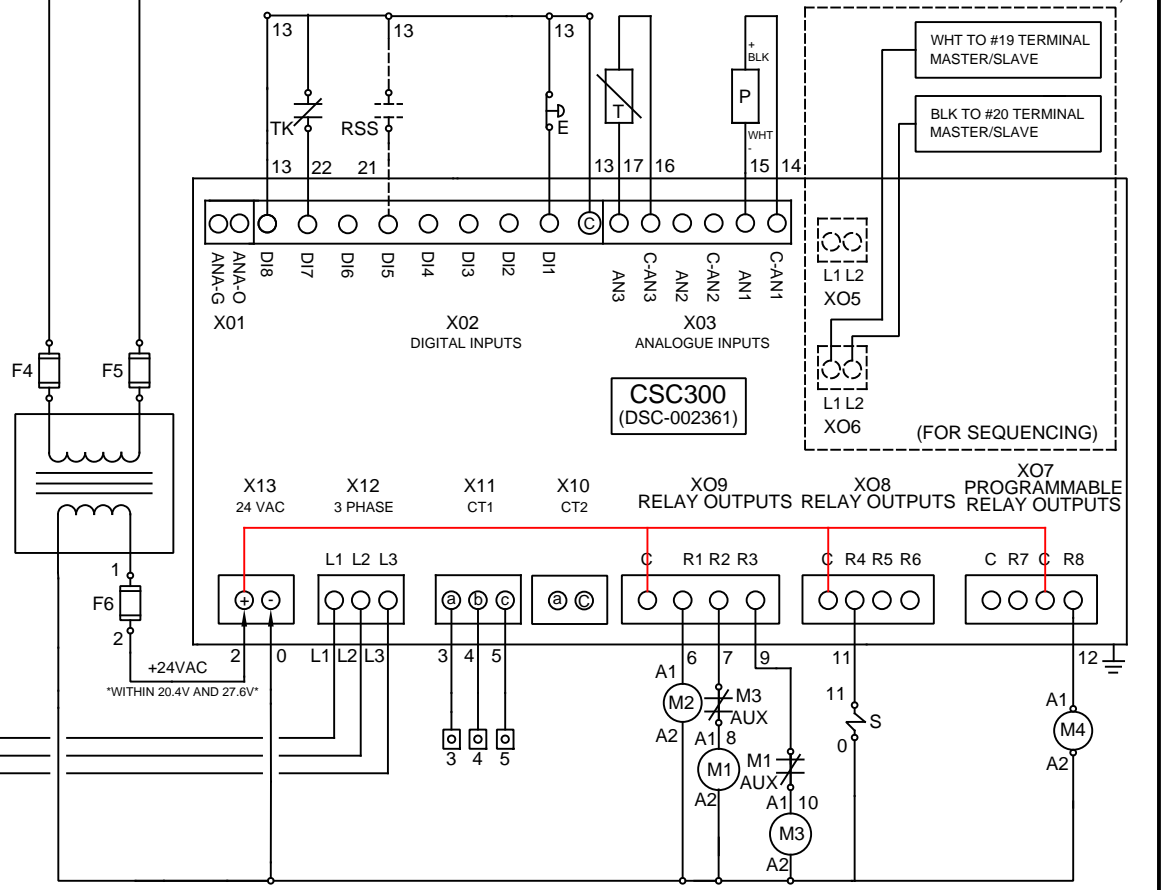 13 13 13
WHT TO #19 TERMINAL
MASTER/SLAVE
+
BLK
P
T
BLK TO #20 TERMINAL
MASTER/SLAVE
TK RSS E
WHT
-
13 22 21 13 17 16 15 14
C
ANA-G ANA-O DI8 DI7 DI6 DI5 DI4 DI3 DI2 DI1 AN3 C-AN3 AN2 C-AN2 AN1 C-AN1
L1 L2
XO5
X01 X02 X03
DIGITAL INPUTS ANALOGUE INPUTS
F4 F5
CSC300
(DSC-002361)
L1 L2
XO6
(FOR SEQUENCING)
X13 X12 X11 X10 XO9 XO8 XO7
24 VAC 3 PHASE CT1 CT2 RELAY OUTPUTS RELAY OUTPUTS PROGRAMMABLE
RELAY OUTPUTS
L1 L2 L3 C R1 R2 R3 C R4 R5 R6 C R7 C R8
1
F6
+ - a b c a C
2
2 0 L1 L2 L3 3 4 5 6 7 9 11 12
+24VAC
*WITHIN 20.4V AND 27.6V*
A1 M3 11 A1
M2 AUX S
A2 A1 8 M1 0 M4
3 4 5 M1 AUX A2
A2 A1 10
M3
A2